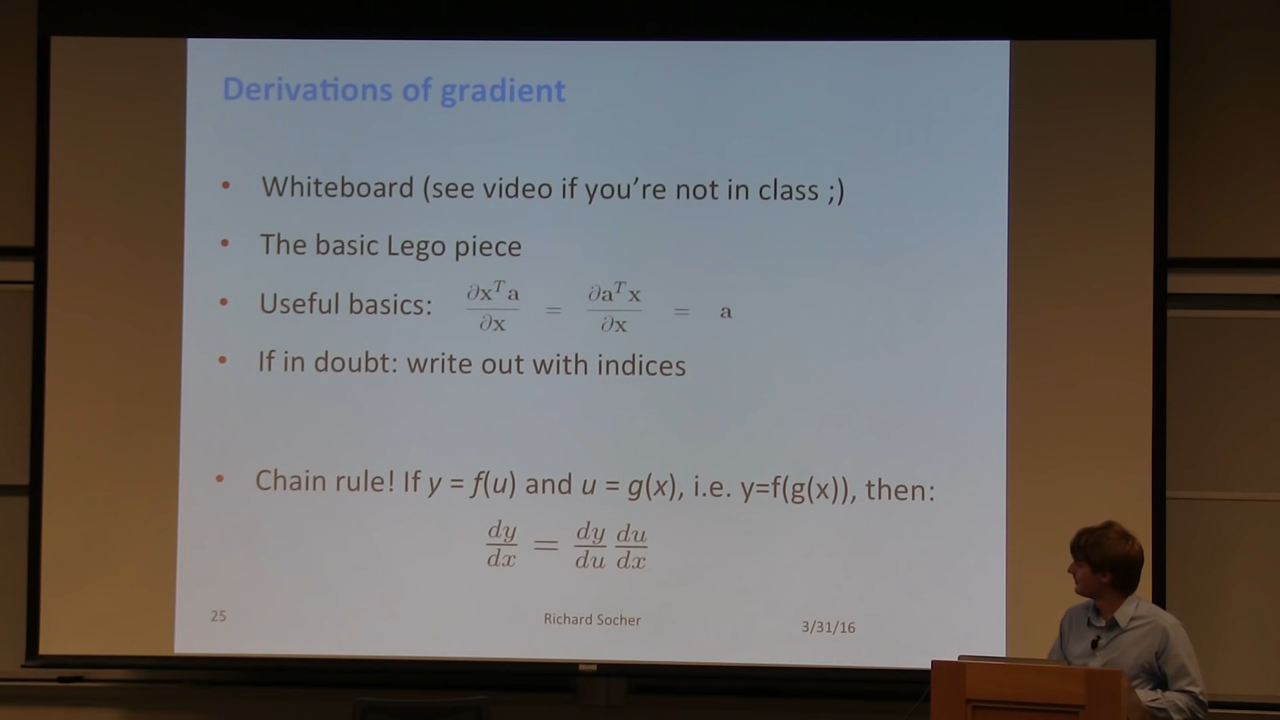 Derivations of gradient
• Whiteboard (see video if you're not in class ;)
• The basic Lego piece
• Useful basics: ∂xᵀa/∂x = ∂aᵀx/∂x = a
• If in doubt: write out with indices
• Chain rule! If y = f(u) and u = g(x), i.e. y=f(g(x)), then:
dy/dx = dy/du du/dx
25 Richard Socher 3/31/16